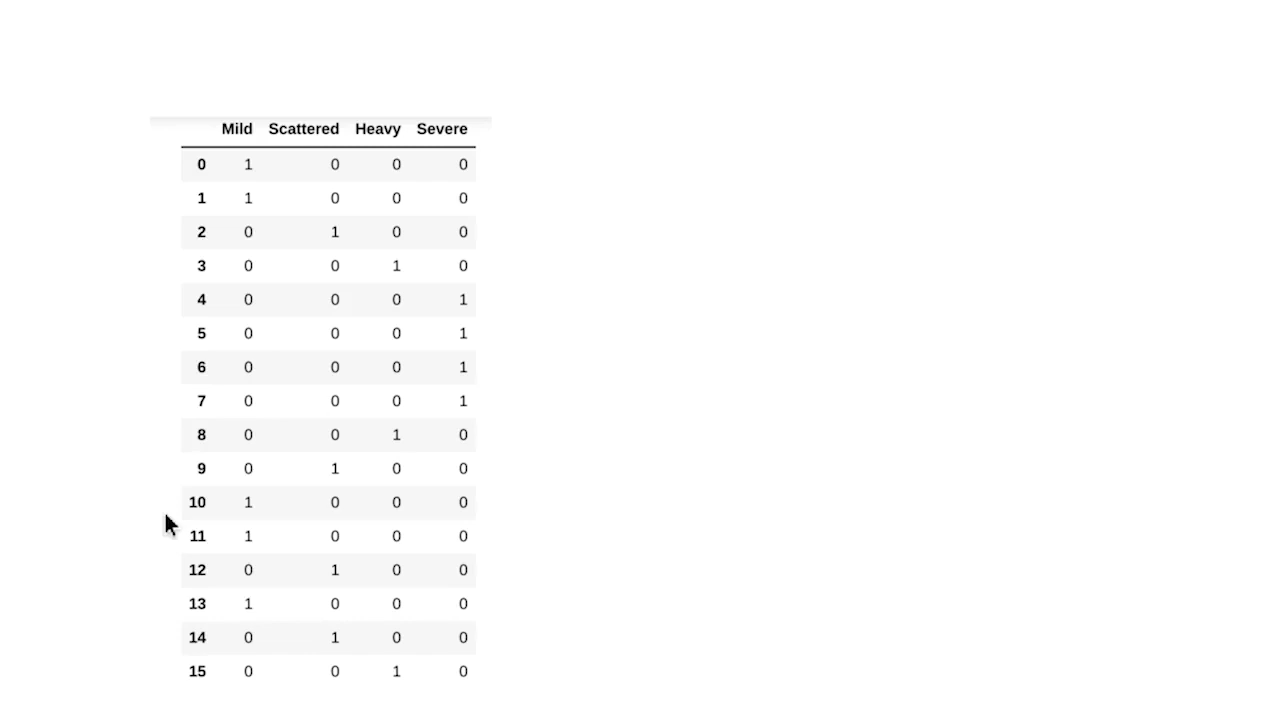 Mild Scattered Heavy Severe
0 1 0 0 0
1 1 0 0 0
2 0 1 0 0
3 0 0 1 0
4 0 0 0 1
5 0 0 0 1
6 0 0 0 1
7 0 0 0 1
8 0 0 1 0
9 0 1 0 0
10 1 0 0 0
11 1 0 0 0
12 0 1 0 0
13 1 0 0 0
14 0 1 0 0
15 0 0 1 0